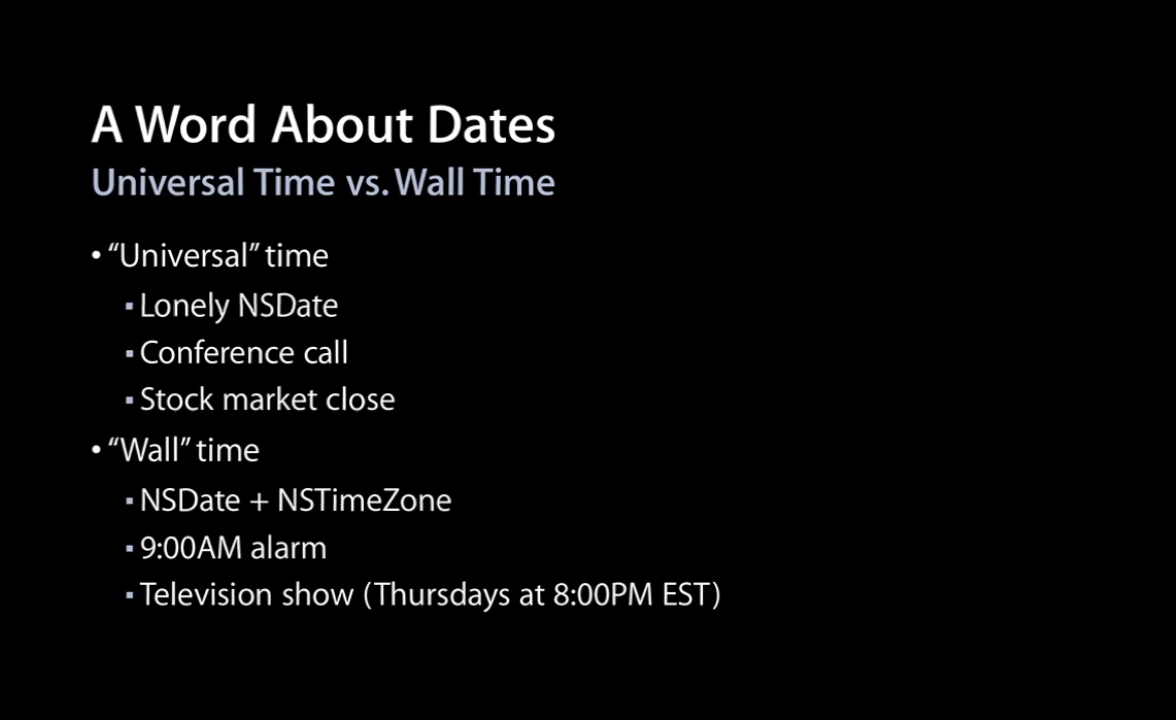 A Word About Dates
Universal Time vs. Wall Time
• “Universal” time
▪ Lonely NSDate
▪ Conference call
▪ Stock market close
• “Wall” time
▪ NSDate + NSTimeZone
▪ 9:00AM alarm
▪ Television show (Thursdays at 8:00PM EST)